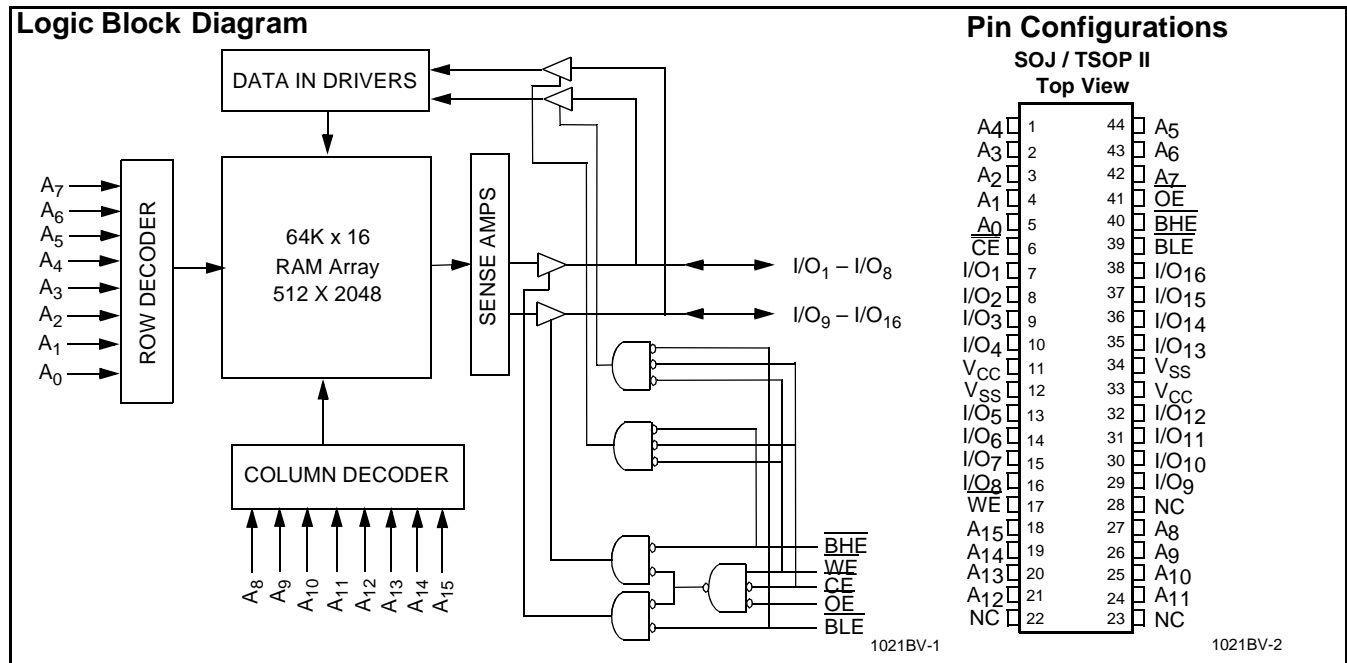 Logic Block Diagram
DATA IN DRIVERS
A7
A6
A5
A4
A3
A2
A1
A0
ROW DECODER
64K x 16
RAM Array
512 X 2048
SENSE AMPS
I/O1 – I/O8
I/O9 – I/O16
COLUMN DECODER
A8
A9
A10
A11
A12
A13
A14
A15
BHE
WE
CE
OE
BLE
1021BV-1
Pin Configurations
SOJ / TSOP II
Top View
A4 1 44 A5
A3 2 43 A6
A2 3 42 A7
A1 4 41 OE
A0 5 40 BHE
CE 6 39 BLE
I/O1 7 38 I/O16
I/O2 8 37 I/O15
I/O3 9 36 I/O14
I/O4 10 35 I/O13
VCC 11 34 VSS
VSS 12 33 VCC
I/O5 13 32 I/O12
I/O6 14 31 I/O11
I/O7 15 30 I/O10
I/O8 16 29 I/O9
WE 17 28 NC
A15 18 27 A8
A14 19 26 A9
A13 20 25 A10
A12 21 24 A11
NC 22 23 NC
1021BV-2